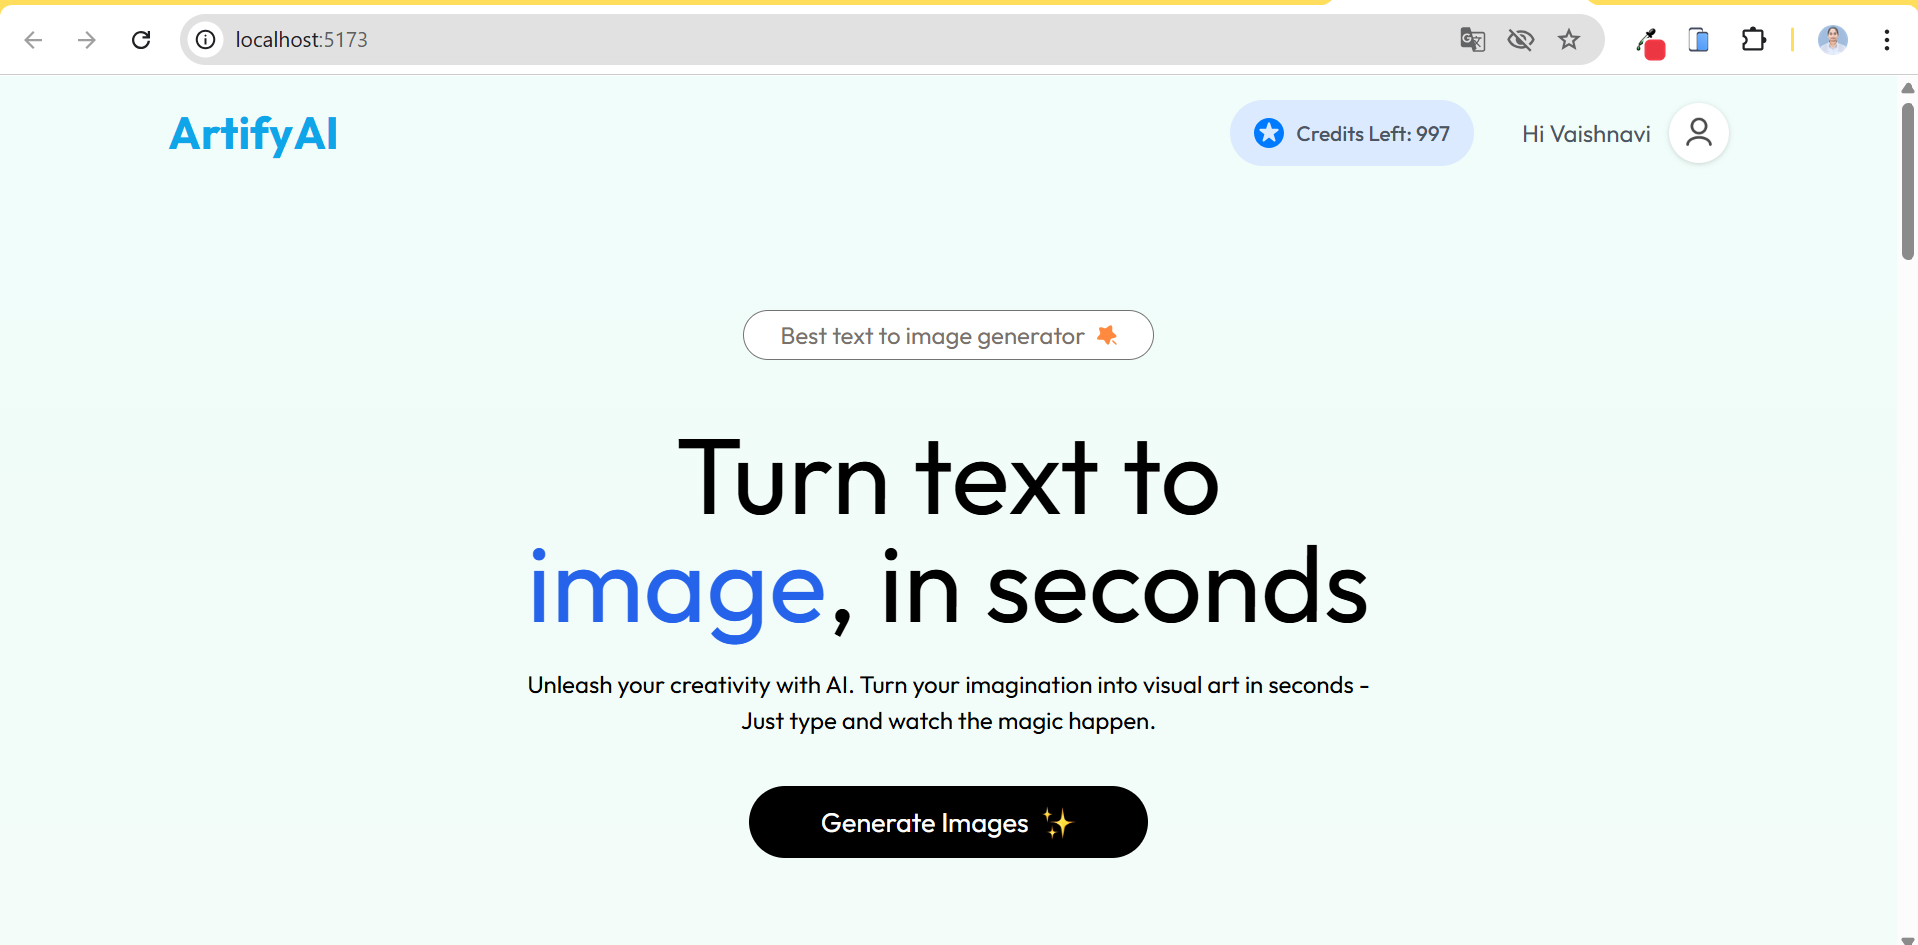 localhost:5173
ArtifyAI
Credits Left: 997
Hi Vaishnavi
Best text to image generator
Turn text to
image, in seconds
Unleash your creativity with AI. Turn your imagination into visual art in seconds -
Just type and watch the magic happen.
Generate Images ✨